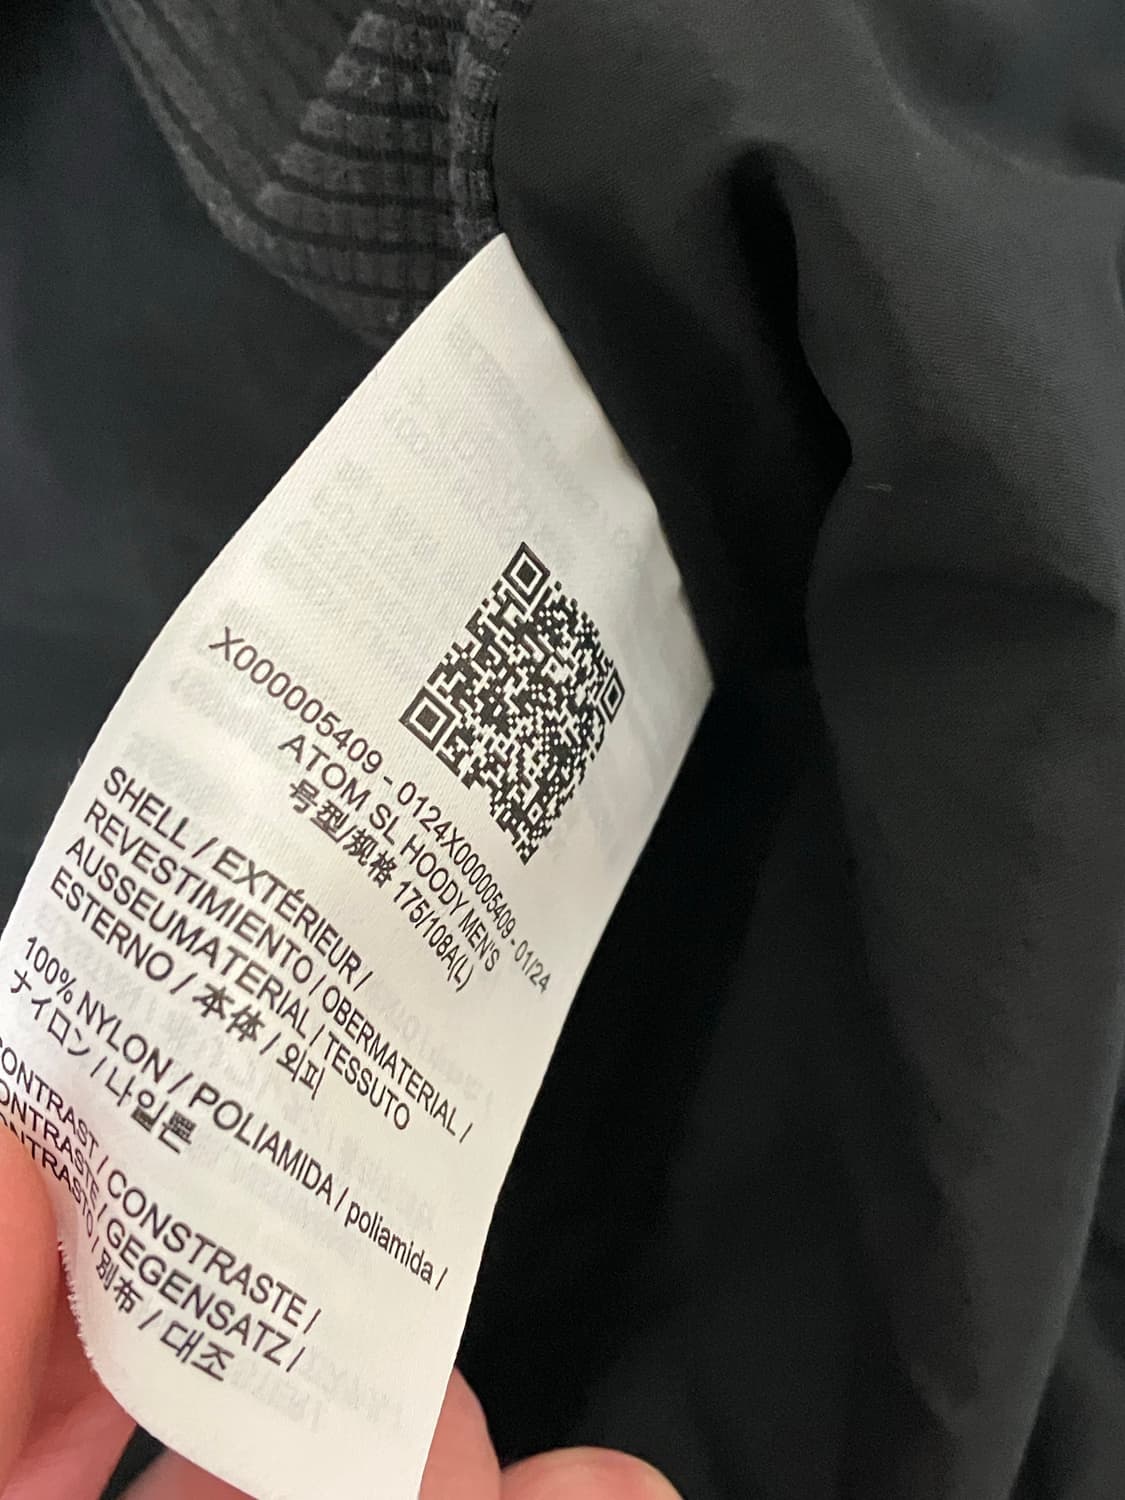 X000005409 - 0124X000005409 - 01/24
ATOM SL HOODY MEN'S
号型/规格 175/108A(L)
SHELL / EXTÉRIEUR /
REVESTIMIENTO / OBERMATERIAL /
AUSSEUMATERIAL / TESSUTO
ESTERNO / 本体 / 외피
100% NYLON / POLIAMIDA / poliamida /
ナイロン / 나일론
CONTRAST / CONSTRASTE /
CONTRASTE / GEGENSATZ /
CONTRASTO / 別布 / 대조